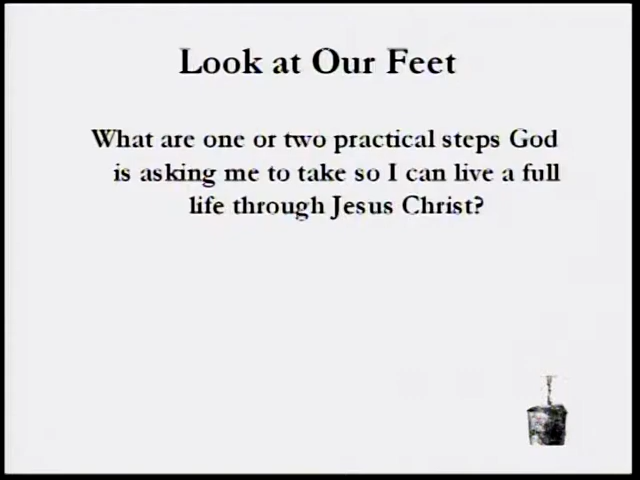 Look at Our Feet
What are one or two practical steps God
is asking me to take so I can live a full
life through Jesus Christ?